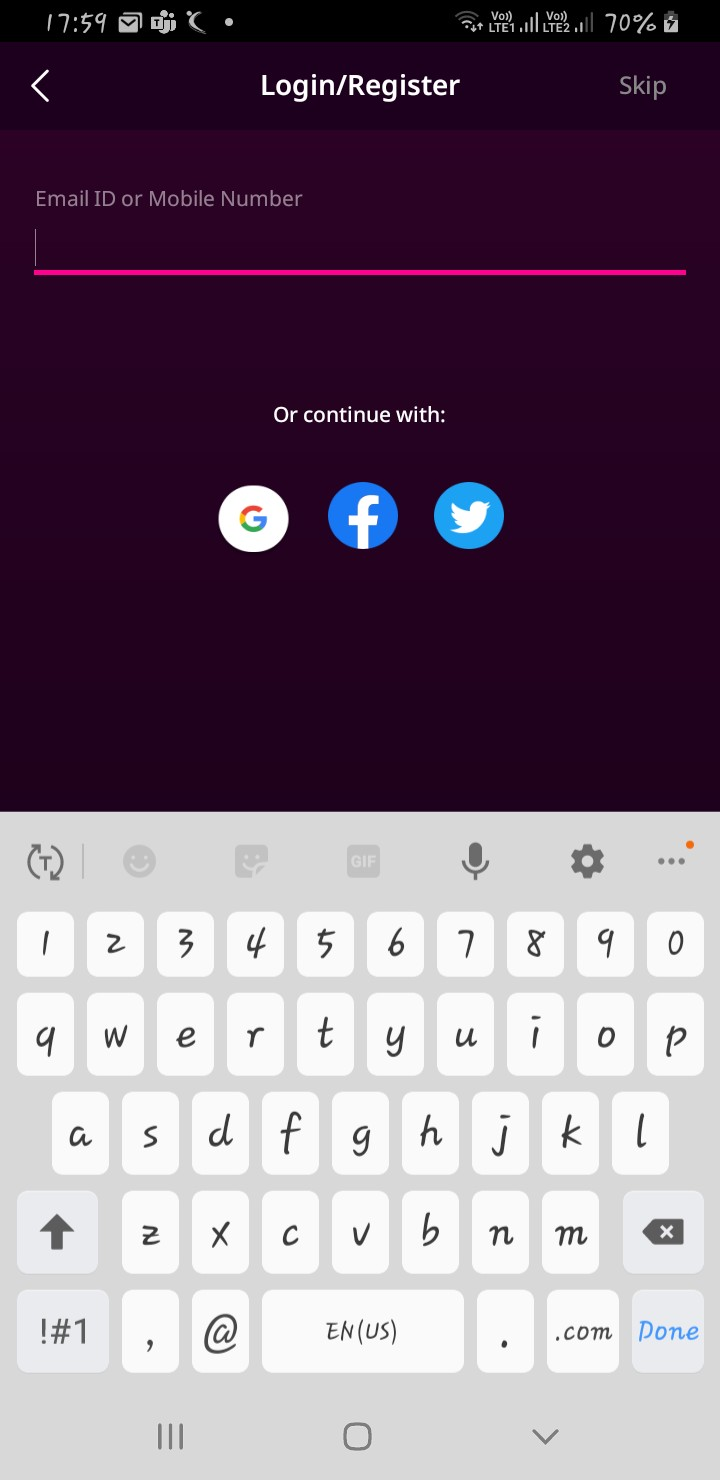 17:59 Vo) LTE1 Vo) LTE2 70%
Login/Register Skip
Email ID or Mobile Number
Or continue with:
G f
T GIF
1 2 3 4 5 6 7 8 9 0
q w e r t y u i o p
a s d f g h j k l
z x c v b n m
!#1 , @ EN(US) . .com Done